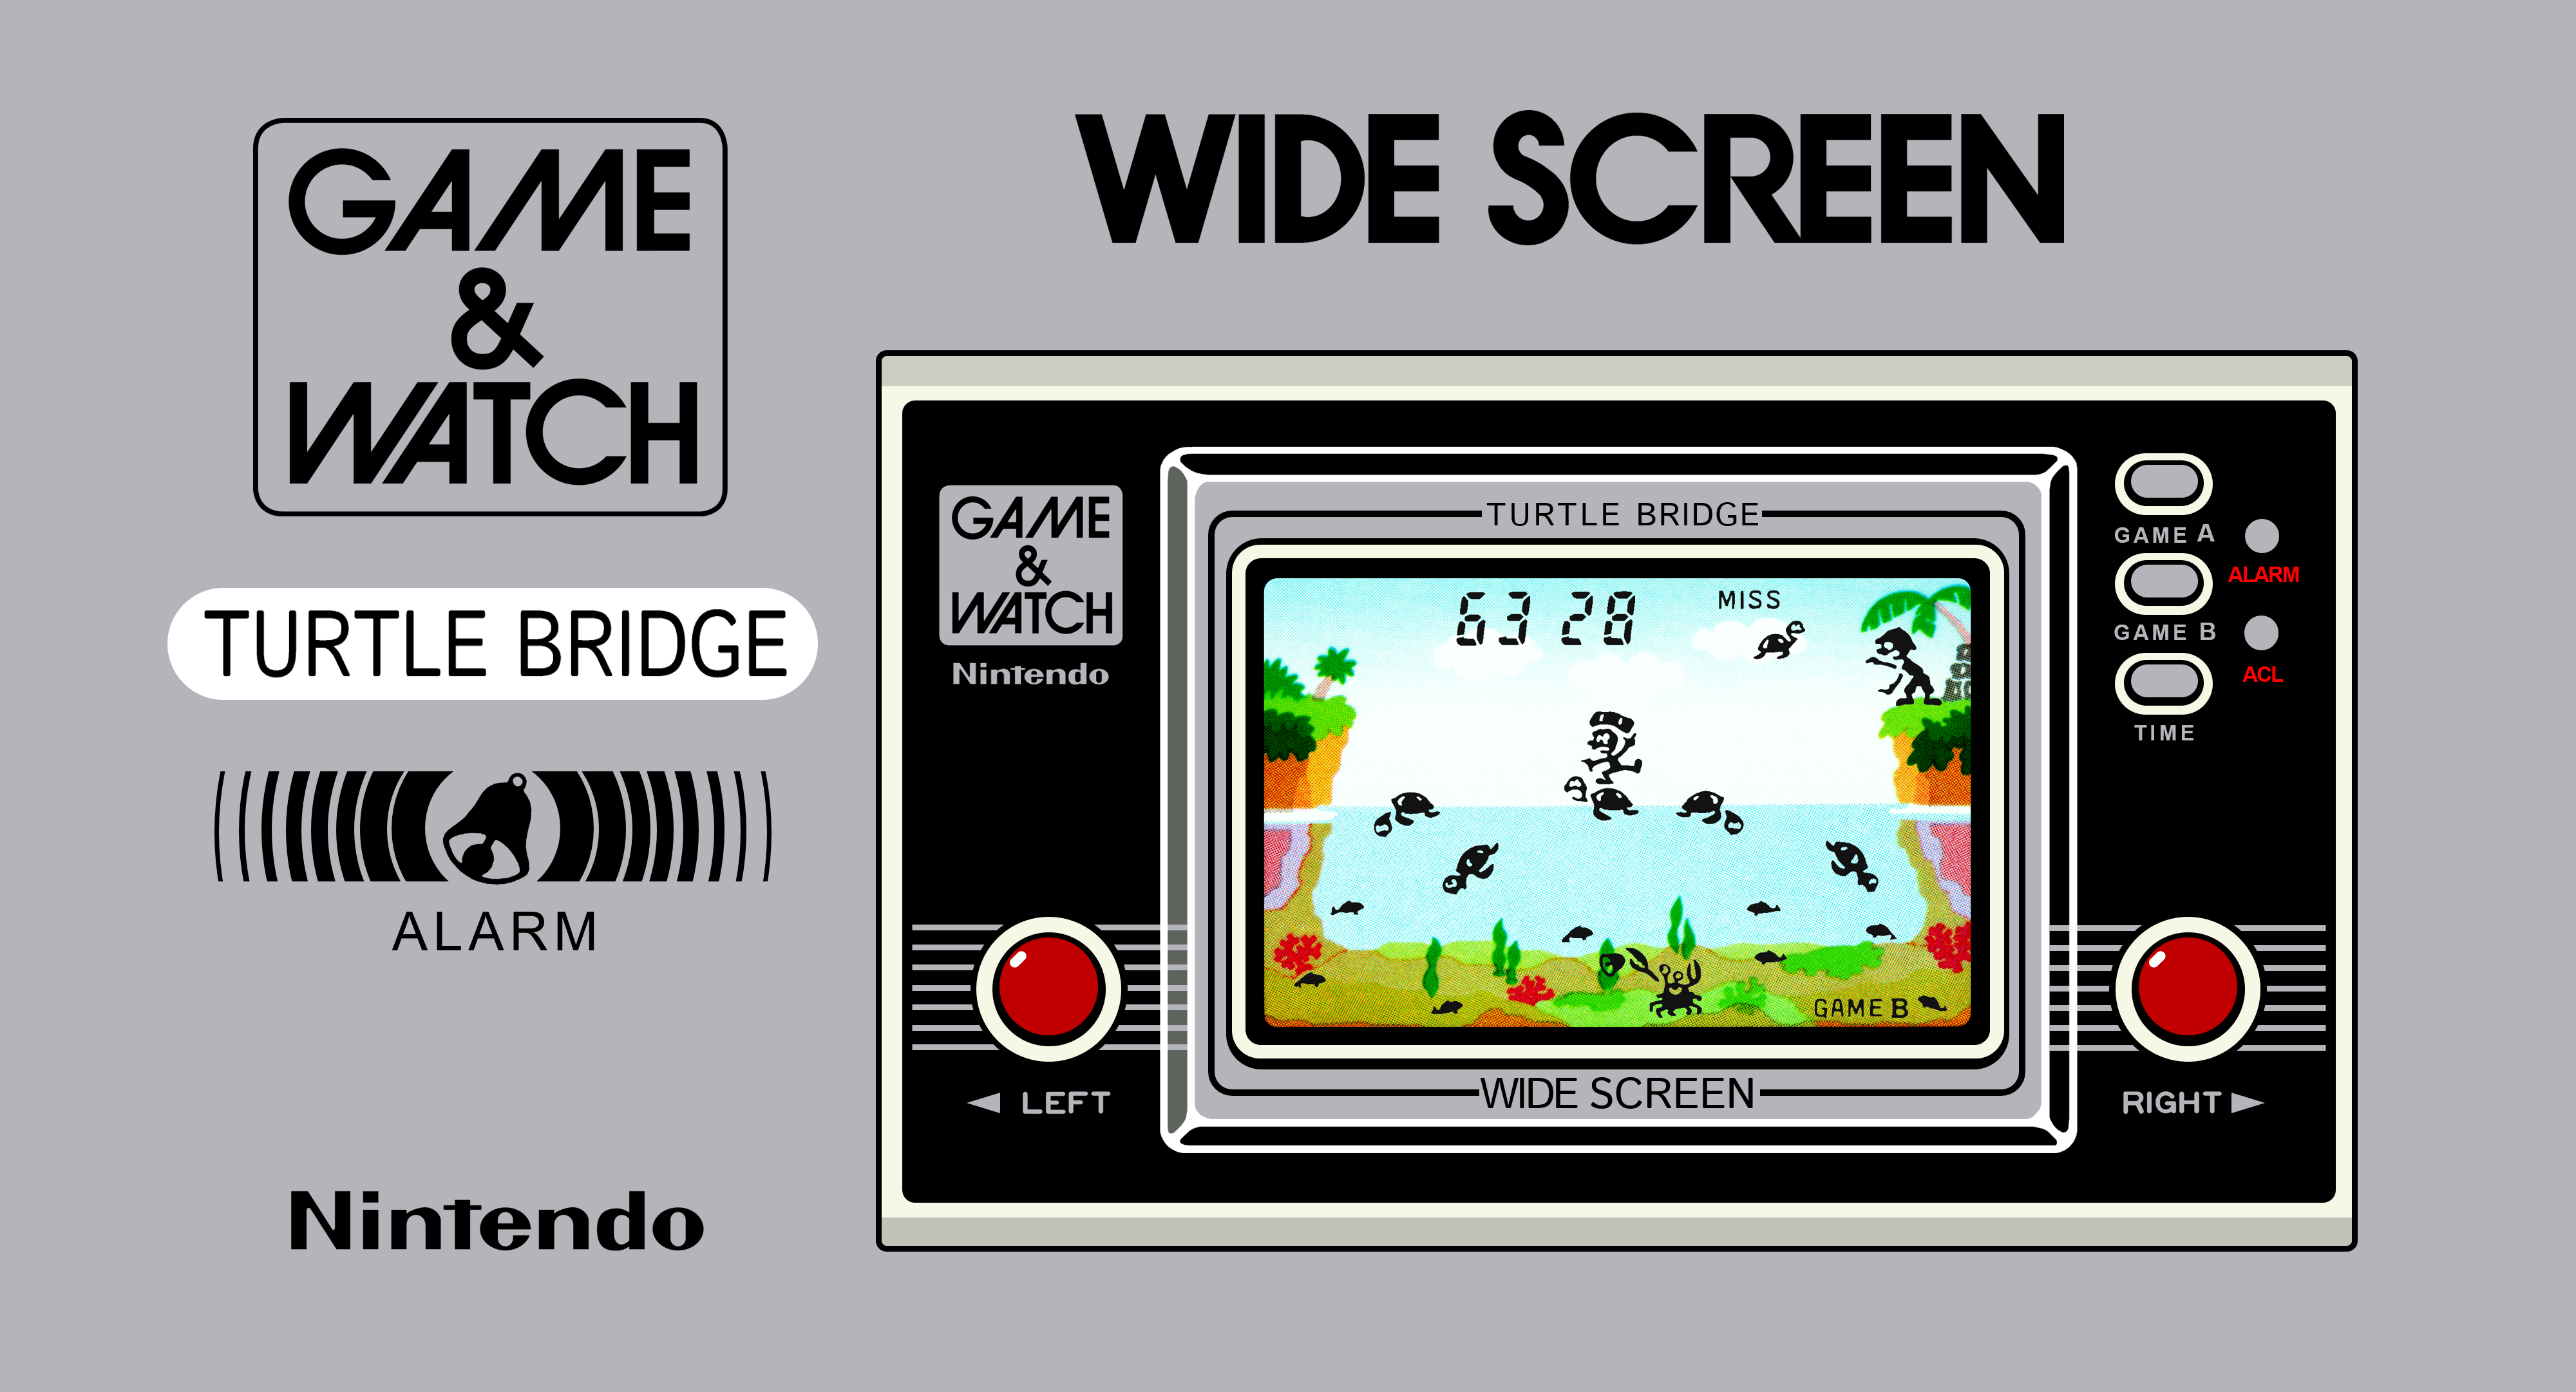 GAME
&
WATCH
TURTLE BRIDGE
ALARM
Nintendo
WIDE SCREEN
GAME
&
WATCH
Nintendo
TURTLE BRIDGE
63 28
MISS
GAME B
WIDE SCREEN
GAME A
ALARM
GAME B
ACL
TIME
◄ LEFT
RIGHT ►